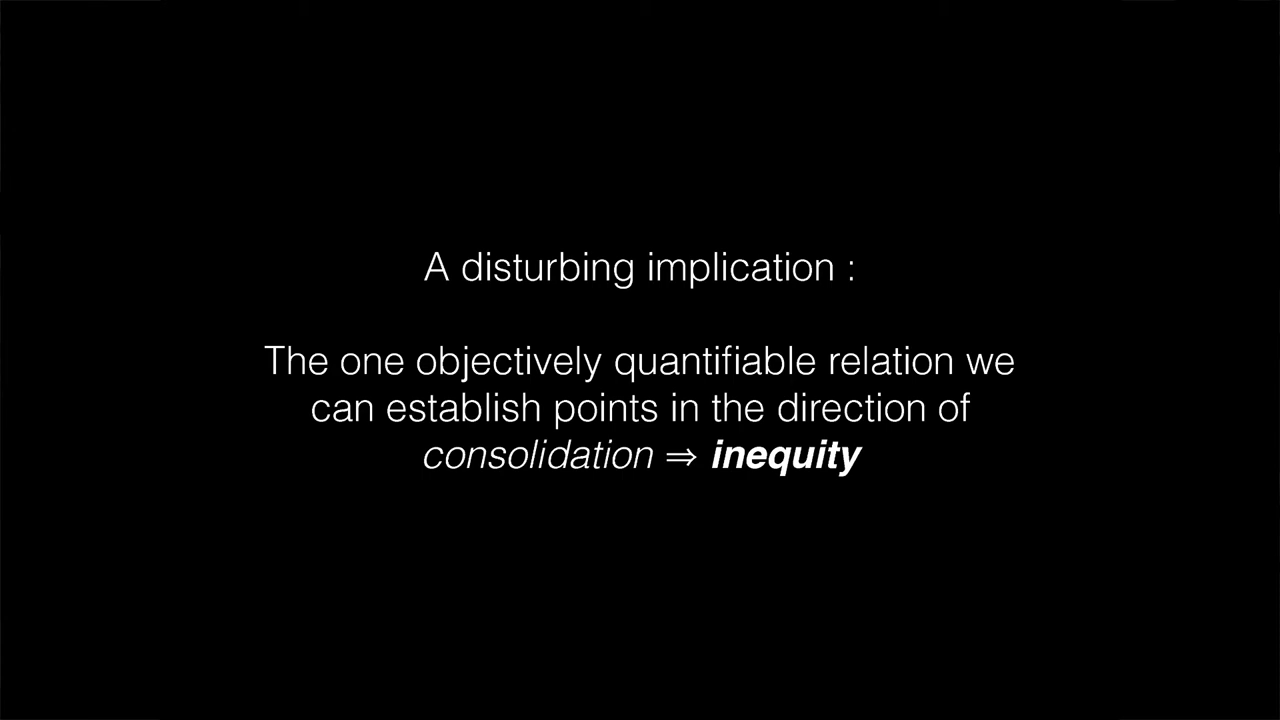 A disturbing implication :
The one objectively quantifiable relation we
can establish points in the direction of
consolidation ⇒ inequity